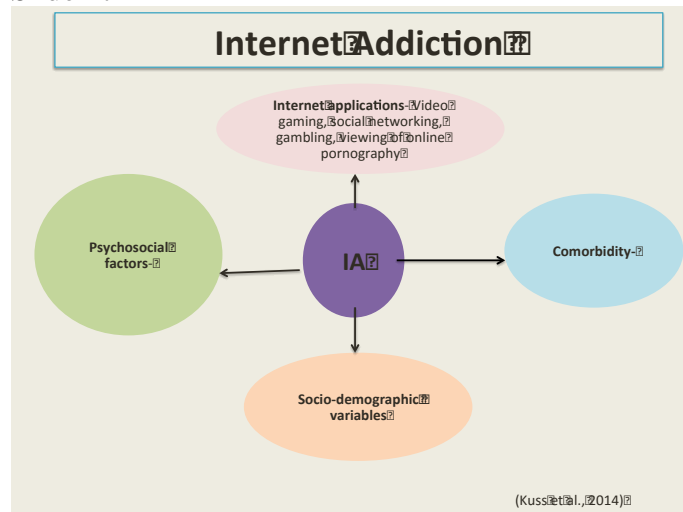 Internet Addiction
Internet applications- Video
gaming, social networking,
gambling, viewing of online
pornography
Psychosocial
factors-
IA
Comorbidity-
Socio-demographic
variables
(Kuss et al., 2014)